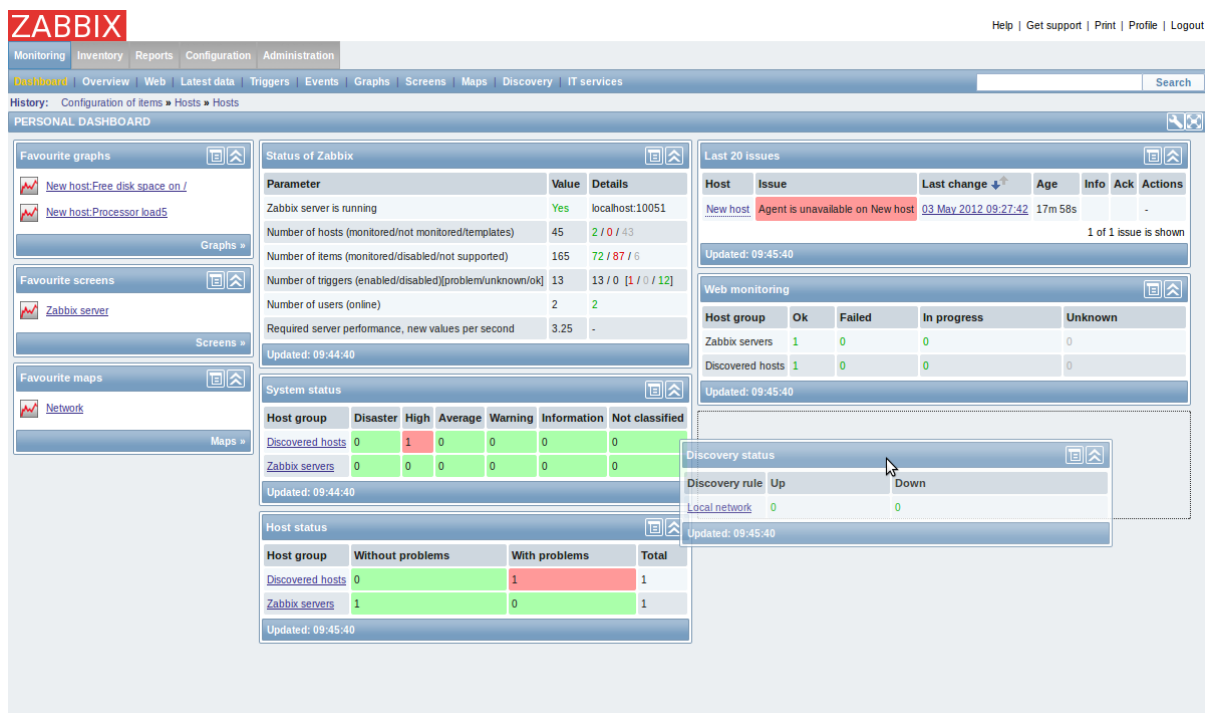 ZABBIX
Help | Get support | Print | Profile | Logout
Monitoring Inventory Reports Configuration Administration
Dashboard | Overview | Web | Latest data | Triggers | Events | Graphs | Screens | Maps | Discovery | IT services Search
History: Configuration of items » Hosts » Hosts
PERSONAL DASHBOARD
Favourite graphs
New host:Free disk space on /
New host:Processor load5
Graphs »
Favourite screens
Zabbix server
Screens »
Favourite maps
Network
Maps »
Status of Zabbix
Parameter Value Details
Zabbix server is running Yes localhost:10051
Number of hosts (monitored/not monitored/templates) 45 2 / 0 / 43
Number of items (monitored/disabled/not supported) 165 72 / 87 / 6
Number of triggers (enabled/disabled)[problem/unknown/ok] 13 13 / 0 [1 / 0 / 12]
Number of users (online) 2 2
Required server performance, new values per second 3.25 -
Updated: 09:44:40
System status
Host group Disaster High Average Warning Information Not classified
Discovered hosts 0 1 0 0 0 0
Zabbix servers 0 0 0 0 0 0
Updated: 09:44:40
Host status
Host group Without problems With problems Total
Discovered hosts 0 1 1
Zabbix servers 1 0 1
Updated: 09:45:40
Last 20 issues
Host Issue Last change Age Info Ack Actions
New host Agent is unavailable on New host 03 May 2012 09:27:42 17m 58s -
1 of 1 issue is shown
Updated: 09:45:40
Web monitoring
Host group Ok Failed In progress Unknown
Zabbix servers 1 0 0 0
Discovered hosts 1 0 0 0
Updated: 09:45:40
Discovery status
Discovery rule Up Down
Local network 0 0
Updated: 09:45:40